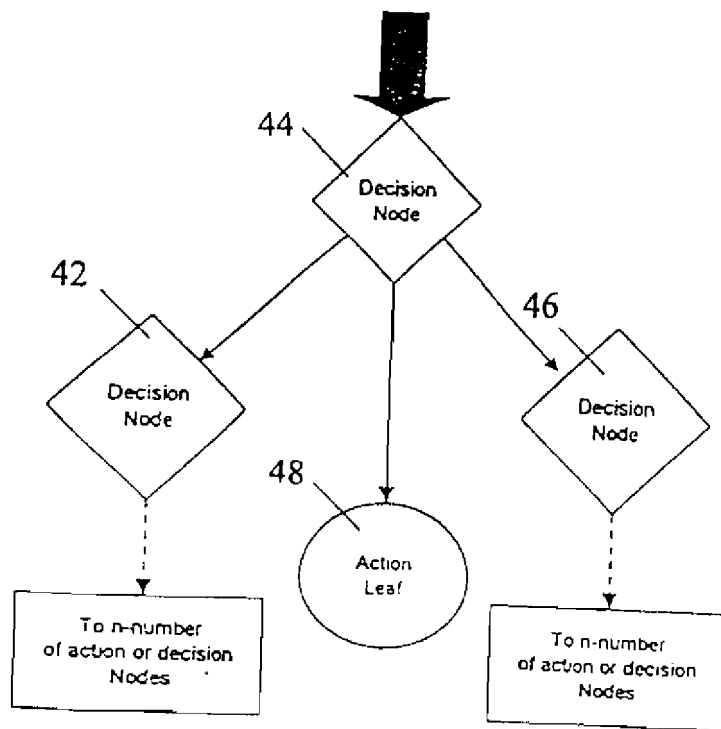 44
Decision
Node
42
Decision
Node
46
Decision
Node
48
Action
Leaf
To n-number
of action or decision
Nodes
To n-number
of action or decision
Nodes